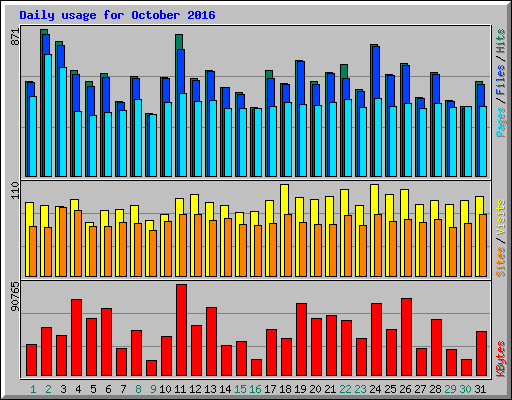 Daily usage for October 2016
871
Pages / Files / Hits
110
Sites / Visits
90765
KBytes
1 2 3 4 5 6 7 8 9 10 11 12 13 14 15 16 17 18 19 20 21 22 23 24 25 26 27 28 29 30 31